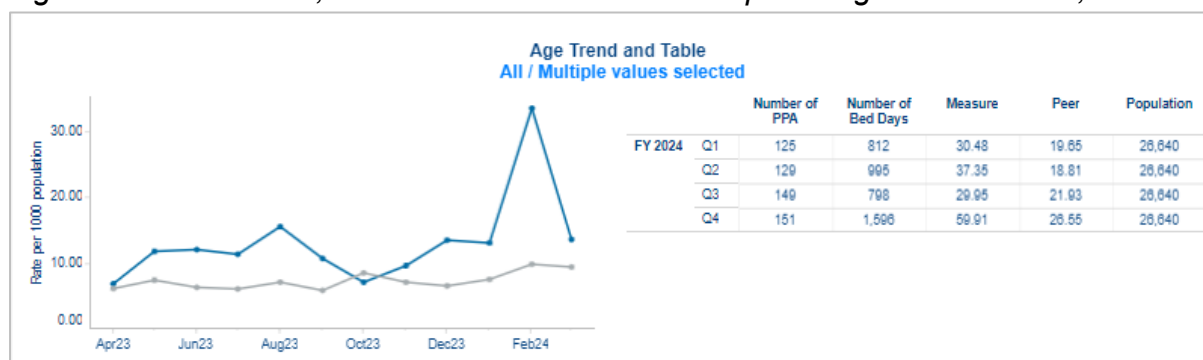 Age Trend and Table
All / Multiple values selected
Rate per 1000 population
30.00
20.00
10.00
0.00
Apr23 Jun23 Aug23 Oct23 Dec23 Feb24
Number of PPA Number of Bed Days Measure Peer Population
FY 2024 Q1 125 812 30.48 19.65 26,640
Q2 129 995 37.35 18.81 26,640
Q3 149 798 29.95 21.93 26,640
Q4 151 1,596 59.91 26.55 26,640